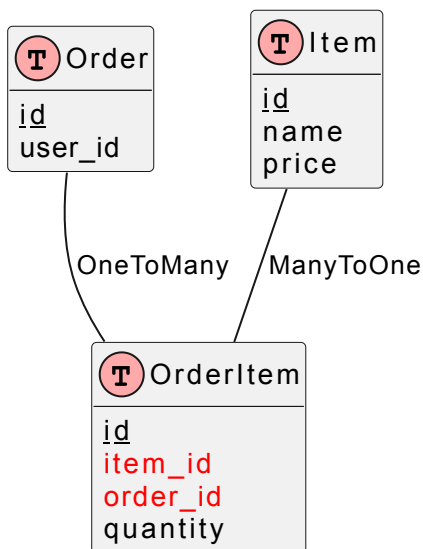 T Order
id
user_id
T Item
id
name
price
OneToMany
ManyToOne
T OrderItem
id
item_id
order_id
quantity